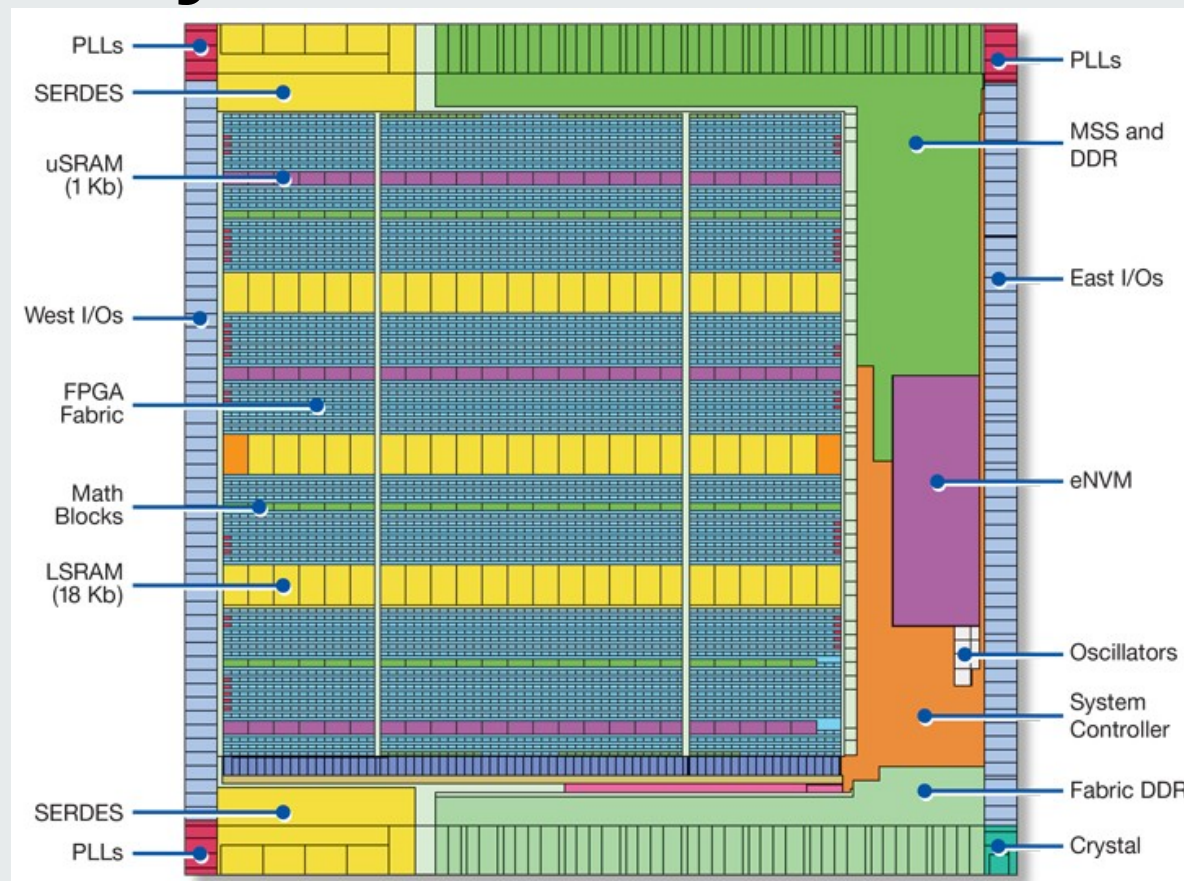 PLLs
SERDES
uSRAM
(1 Kb)
West I/Os
FPGA
Fabric
Math
Blocks
LSRAM
(18 Kb)
SERDES
PLLs
PLLs
MSS and
DDR
East I/Os
eNVM
Oscillators
System
Controller
Fabric DDR
Crystal